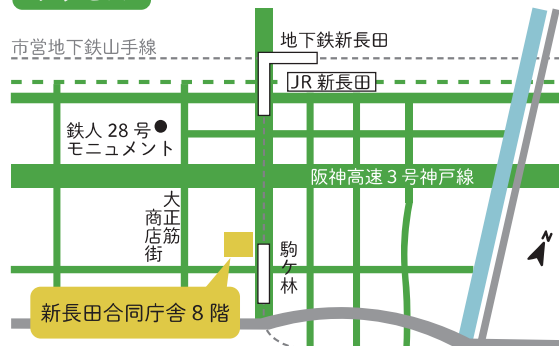 市営地下鉄山手線
地下鉄新長田
JR 新長田
鉄人 28 号
モニュメント
阪神高速 3 号神戸線
大正筋
商店街
駒ケ林
新長田合同庁舎 8 階
N